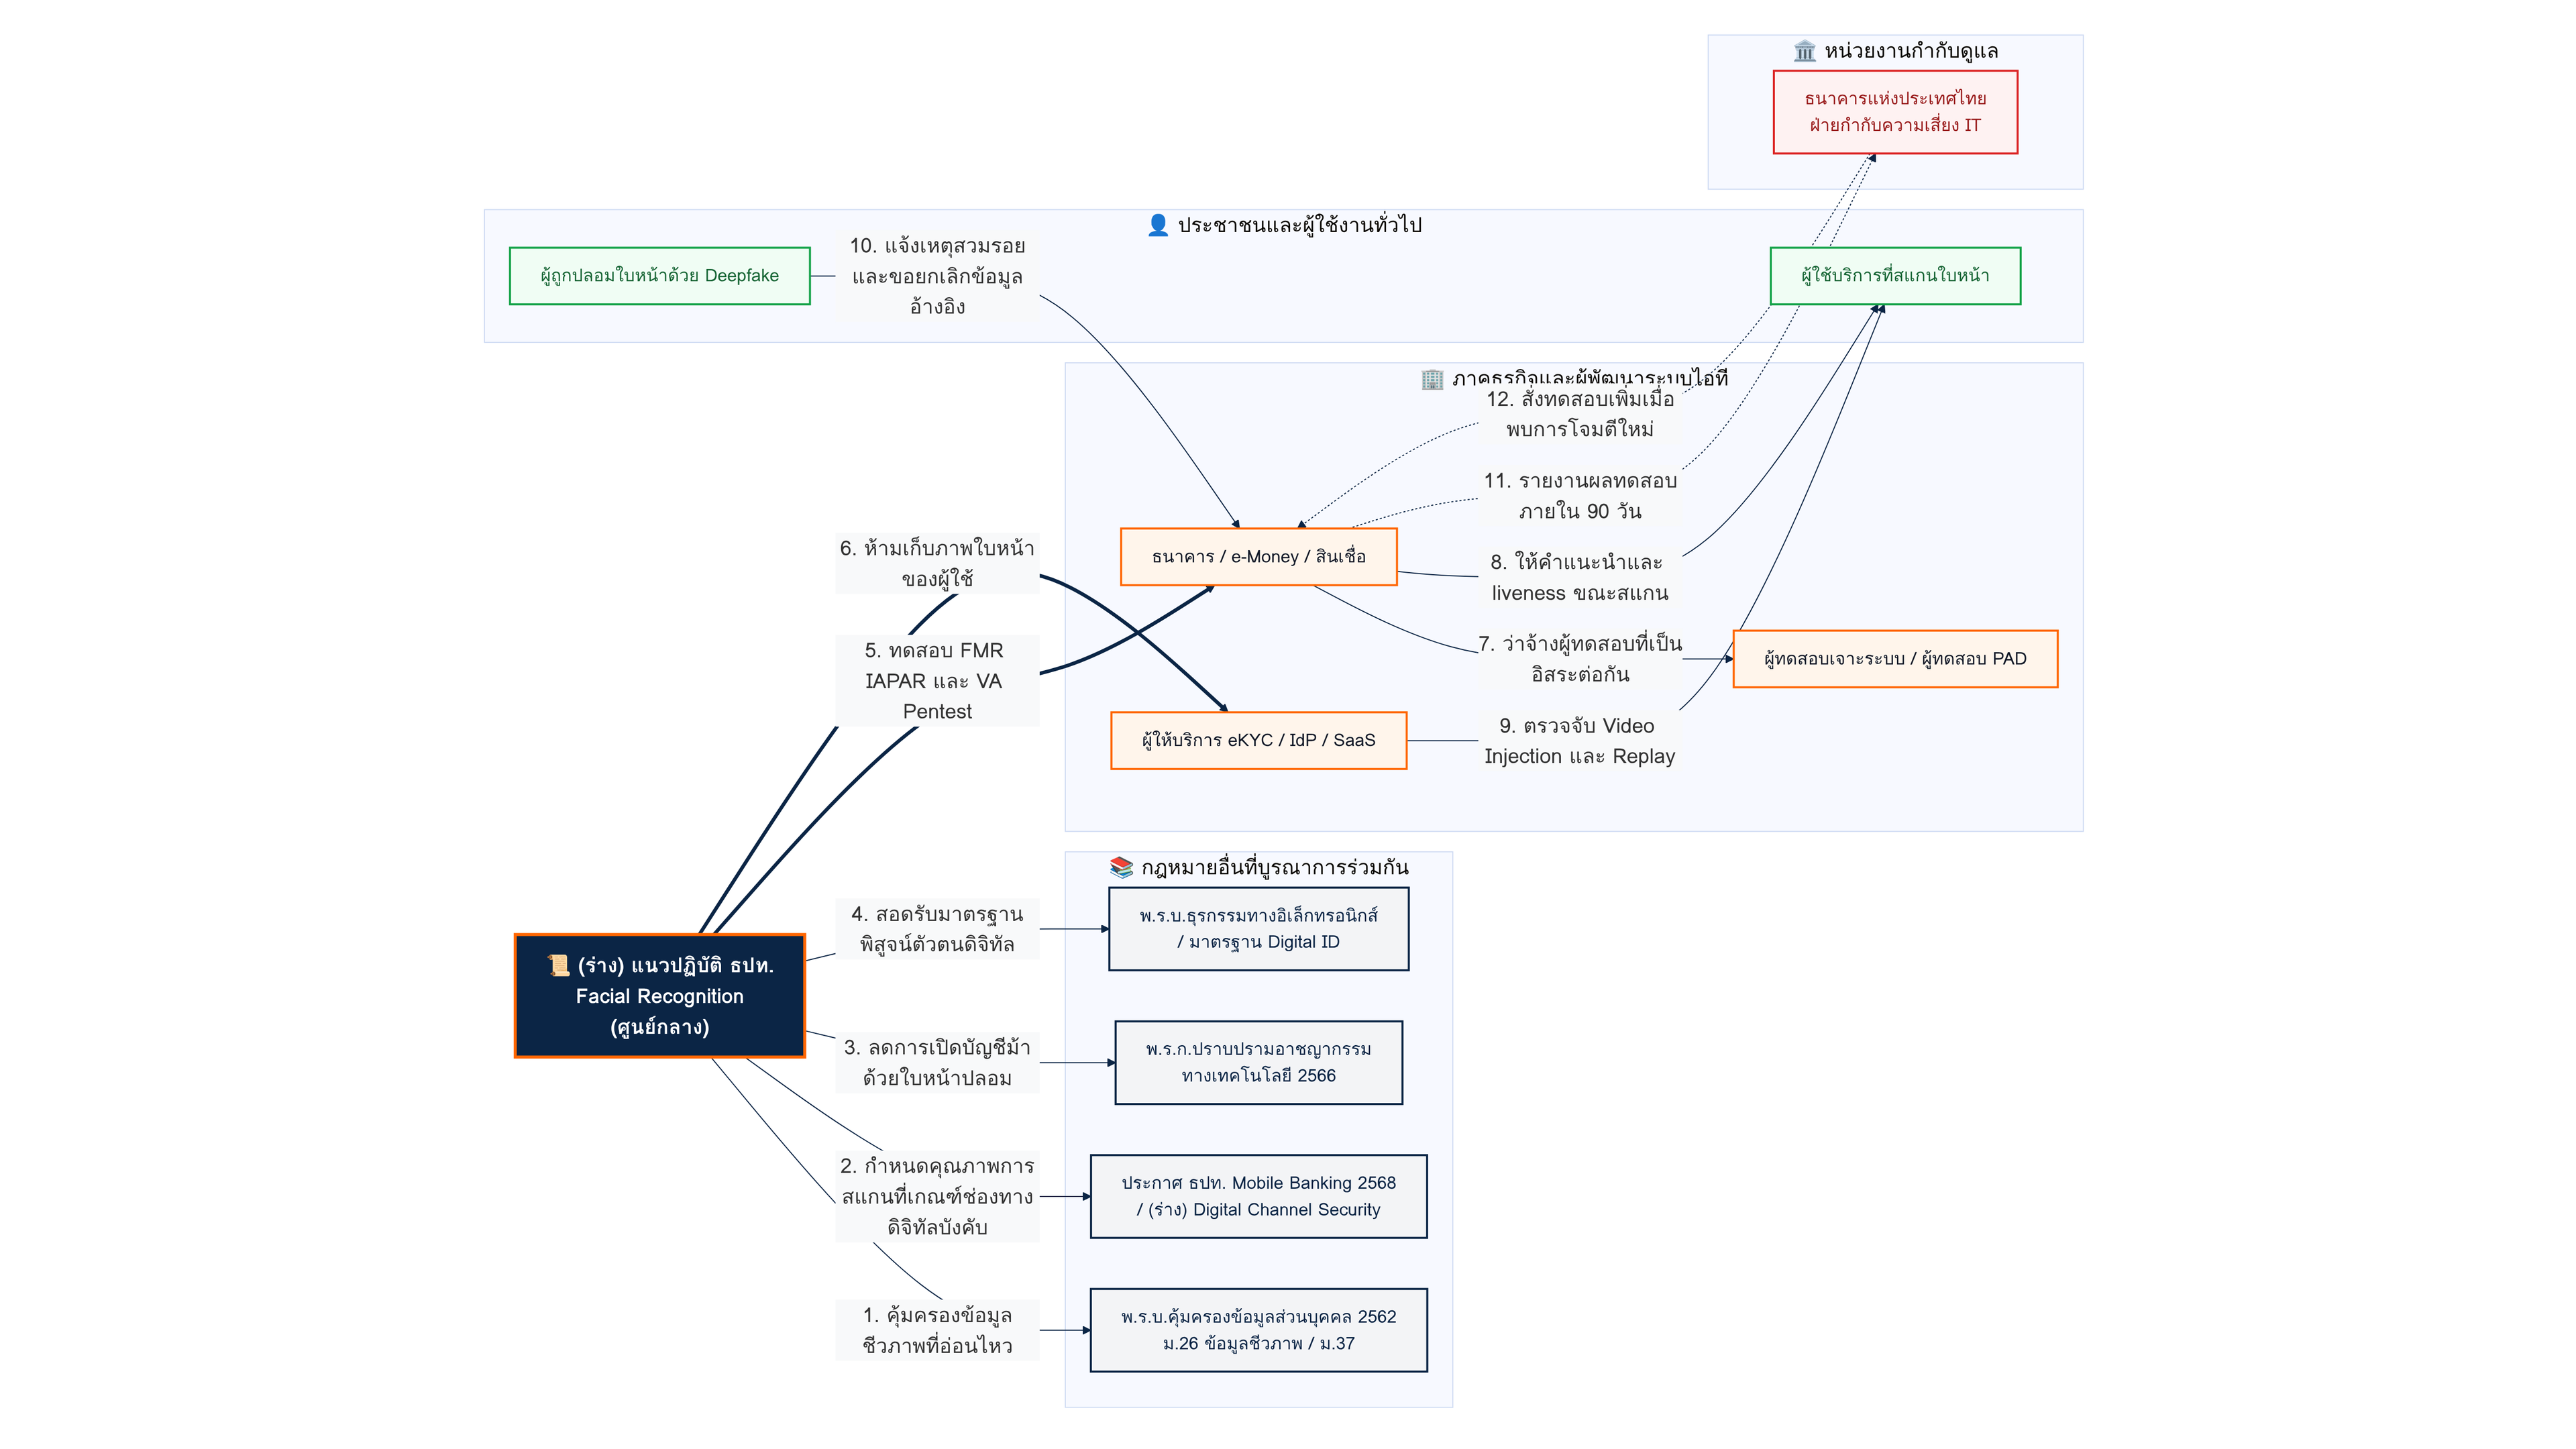 🏛️ หน่วยงานกำกับดูแล
ธนาคารแห่งประเทศไทย
ฝ่ายกำกับความเสี่ยง IT
👤 ประชาชนและผู้ใช้งานทั่วไป
ผู้ถูกปลอมใบหน้าด้วย Deepfake
10. แจ้งเหตุสวมรอย
และขอยกเลิกข้อมูล
อ้างอิง
ผู้ใช้บริการที่สแกนใบหน้า
🏢 ภาคธุรกิจและผู้พัฒนาระบบไอที
12. สั่งทดสอบเพิ่มเมื่อ
พบการโจมตีใหม่
11. รายงานผลทดสอบ
ภายใน 90 วัน
6. ห้ามเก็บภาพใบหน้า
ของผู้ใช้
ธนาคาร / e-Money / สินเชื่อ
8. ให้คำแนะนำและ
liveness ขณะสแกน
5. ทดสอบ FMR
IAPAR และ VA
Pentest
7. ว่าจ้างผู้ทดสอบที่เป็น
อิสระต่อกัน
ผู้ทดสอบเจาะระบบ / ผู้ทดสอบ PAD
ผู้ให้บริการ eKYC / IdP / SaaS
9. ตรวจจับ Video
Injection และ Replay
📚 กฎหมายอื่นที่บูรณาการร่วมกัน
4. สอดรับมาตรฐาน
พิสูจน์ตัวตนดิจิทัล
พ.ร.บ.ธุรกรรมทางอิเล็กทรอนิกส์
/ มาตรฐาน Digital ID
📜 (ร่าง) แนวปฏิบัติ ธปท.
Facial Recognition
(ศูนย์กลาง)
3. ลดการเปิดบัญชีม้า
ด้วยใบหน้าปลอม
พ.ร.ก.ปราบปรามอาชญากรรม
ทางเทคโนโลยี 2566
2. กำหนดคุณภาพการ
สแกนที่เกณฑ์ช่องทาง
ดิจิทัลบังคับ
ประกาศ ธปท. Mobile Banking 2568
/ (ร่าง) Digital Channel Security
1. คุ้มครองข้อมูล
ชีวภาพที่อ่อนไหว
พ.ร.บ.คุ้มครองข้อมูลส่วนบุคคล 2562
ม.26 ข้อมูลชีวภาพ / ม.37